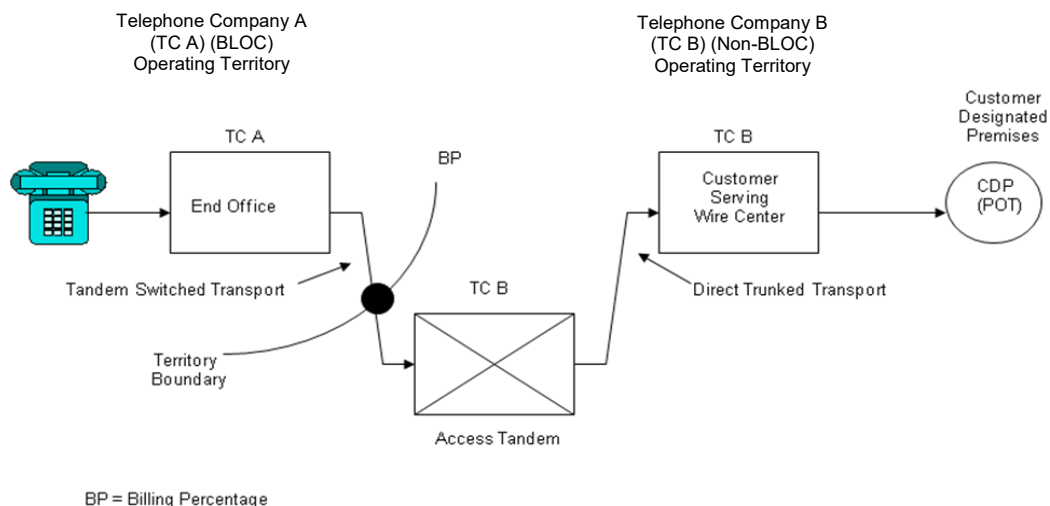 Telephone Company A
(TC A) (BLOC)
Operating Territory
Telephone Company B
(TC B) (Non-BLOC)
Operating Territory
Customer
Designated
Premises
TC A
BP
TC B
End Office
Customer
Serving
Wire Center
CDP
(POT)
Tandem Switched Transport
TC B
Direct Trunked Transport
Territory
Boundary
Access Tandem
BP = Billing Percentage